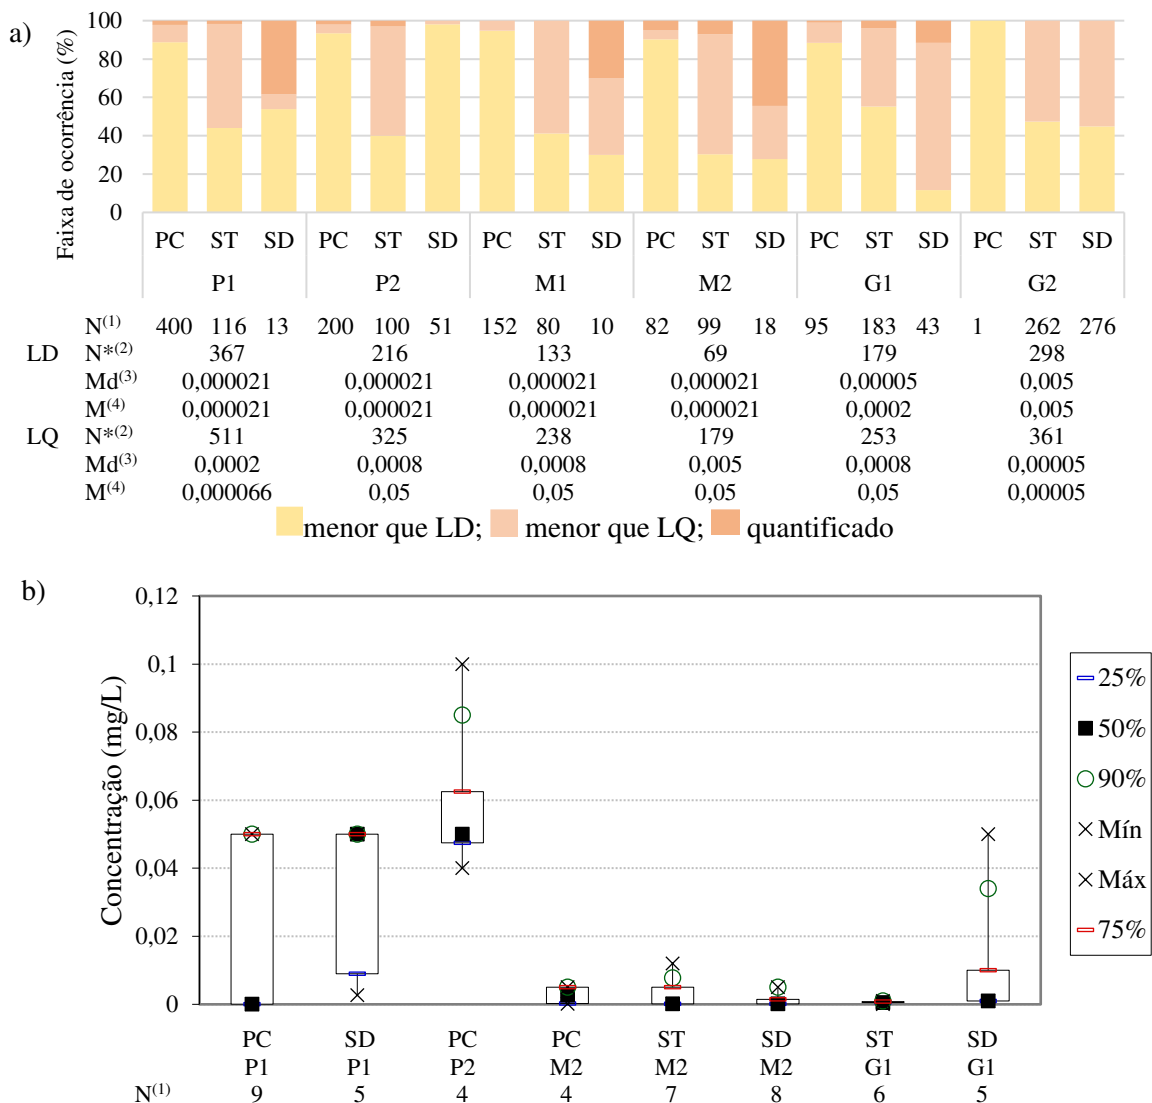 a)
Faixa de ocorrência (%)
100
80
60
40
20
0
PC ST SD PC ST SD PC ST SD PC ST SD PC ST SD PC ST SD
P1 P2 M1 M2 G1 G2
N⁽¹⁾ 400 116 13 200 100 51 152 80 10 82 99 18 95 183 43 1 262 276
LD N*⁽²⁾ 367 216 133 69 179 298
Md⁽³⁾ 0,000021 0,000021 0,000021 0,000021 0,00005 0,005
M⁽⁴⁾ 0,000021 0,000021 0,000021 0,000021 0,0002 0,005
LQ N*⁽²⁾ 511 325 238 179 253 361
Md⁽³⁾ 0,0002 0,0008 0,0008 0,005 0,0008 0,00005
M⁽⁴⁾ 0,000066 0,05 0,05 0,05 0,05 0,00005
menor que LD; menor que LQ; quantificado
b)
Concentração (mg/L)
0,12
0,1
0,08
0,06
0,04
0,02
0
25%
50%
90%
Mín
Máx
75%
PC SD PC PC ST SD ST SD
P1 P1 P2 M2 M2 M2 G1 G1
N⁽¹⁾ 9 5 4 4 7 8 6 5